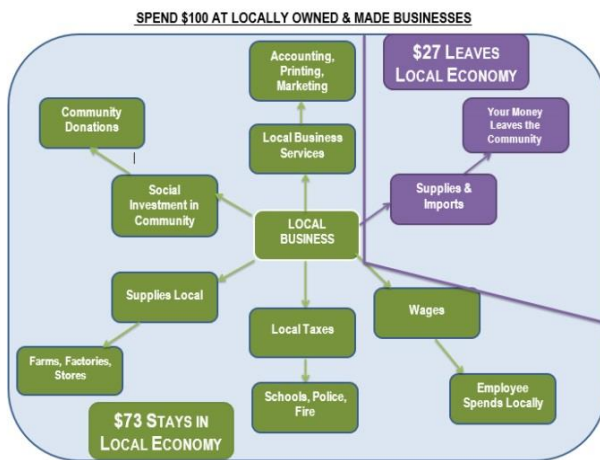 SPEND $100 AT LOCALLY OWNED & MADE BUSINESSES
Accounting,
Printing,
Marketing
$27 LEAVES
LOCAL ECONOMY
Community
Donations
Your Money
Leaves the
Community
Local Business
Services
Social
Investment in
Community
Supplies &
Imports
LOCAL
BUSINESS
Supplies Local
Local Taxes
Wages
Farms, Factories,
Stores
Schools, Police,
Fire
Employee
Spends Locally
$73 STAYS IN
LOCAL ECONOMY